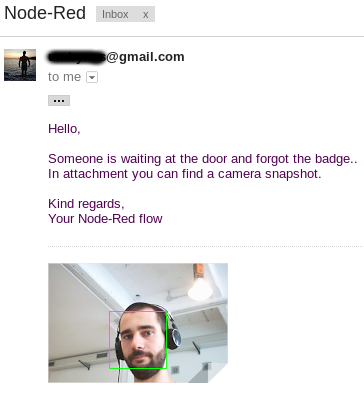 Node-Red Inbox x
@gmail.com
to me
Hello,
Someone is waiting at the door and forgot the badge..
In attachment you can find a camera snapshot.
Kind regards,
Your Node-Red flow